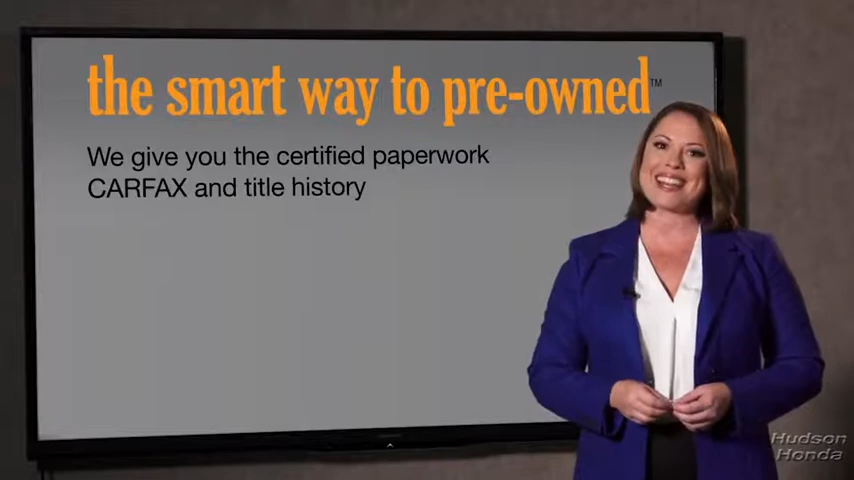 the smart way to pre-owned™
We give you the certified paperwork
CARFAX and title history
Hudson
Honda